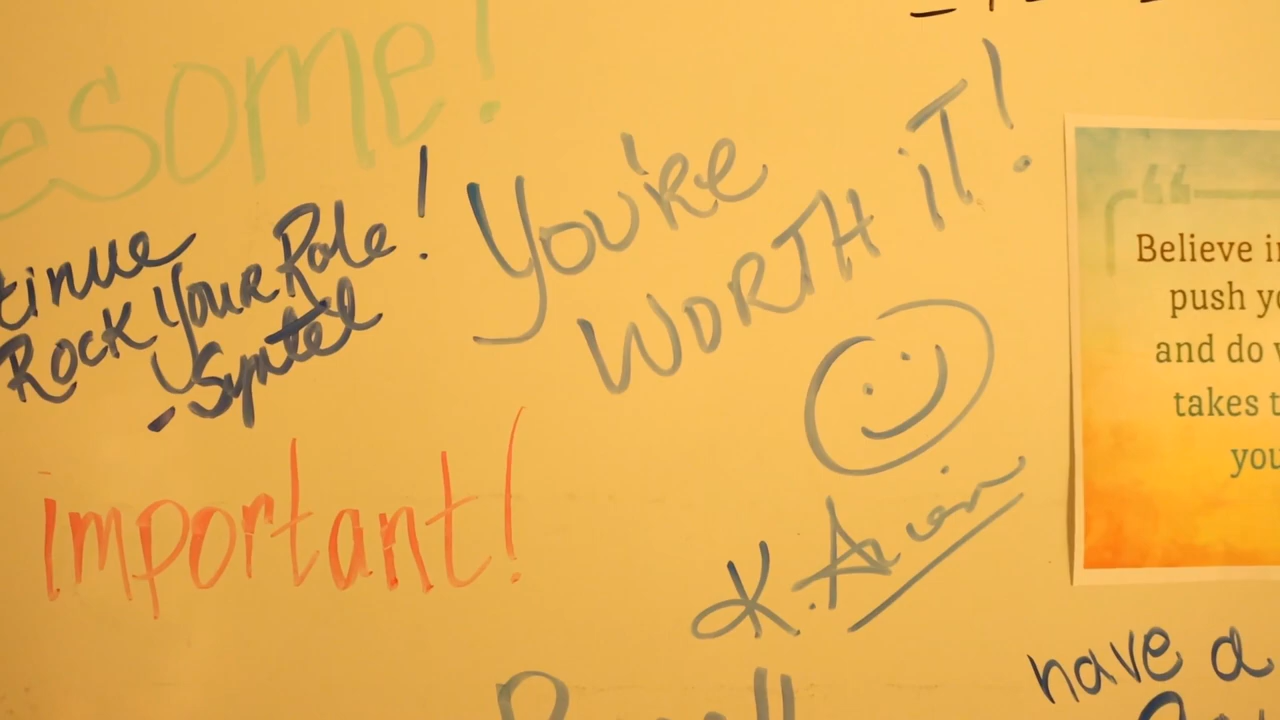 esome!
tinue
Rock Your Role!
-Syntel
You're
WORTH iT!
important!
K.
Believe in
push yo
and do w
takes t
you
have a